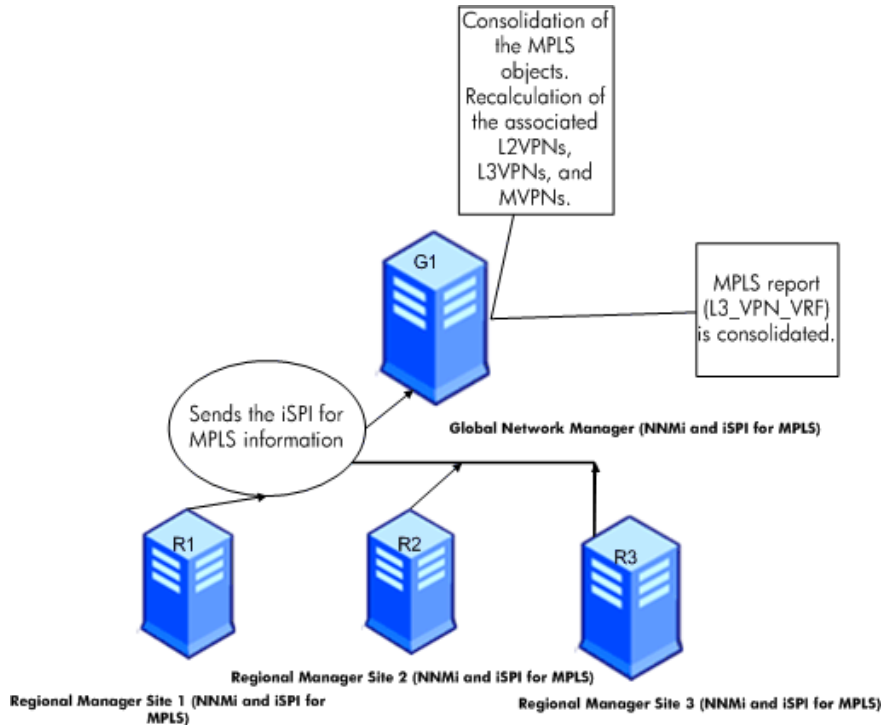 Consolidation
of the MPLS
objects.
Recalculation of
the associated
L2VPNs,
L3VPNs, and
MVPNs.
G1
MPLS report
(L3_VPN_VRF)
is consolidated.
Sends the iSPI for
MPLS information
Global Network Manager (NNMi and iSPI for MPLS)
R1
R2
R3
Regional Manager Site 2 (NNMi and iSPI for MPLS)
Regional Manager Site 1 (NNMi and iSPI for
MPLS)
Regional Manager Site 3 (NNMi and iSPI for MPLS)